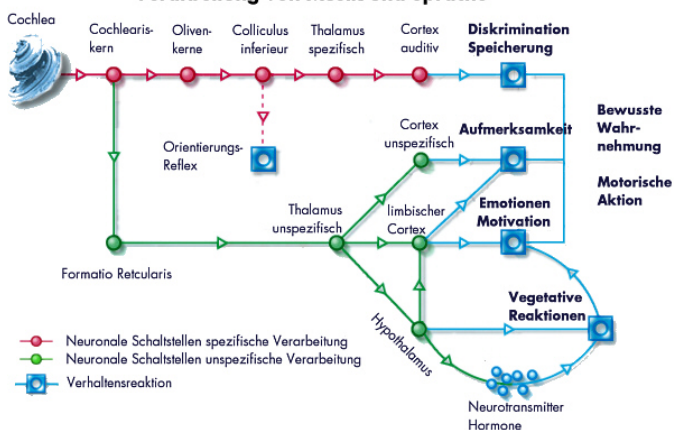 Cochlea
Cochlearis-
kern
Oliven-
kerne
Colliculus
inferieur
Thalamus
spezifisch
Cortex
auditiv
Diskrimination
Speicherung
Orientierungs-
Reflex
Cortex
unspezifisch
Aufmerksamkeit
Bewusste
Wahr-
nehmung
Motorische
Aktion
Thalamus
unspezifisch
limbischer
Cortex
Emotionen
Motivation
Formatio Retcularis
Hypothalamus
Vegetative
Reaktionen
Neuronale Schaltstellen spezifische Verarbeitung
Neuronale Schaltstellen unspezifische Verarbeitung
Verhaltensreaktion
Neurotransmitter
Hormone